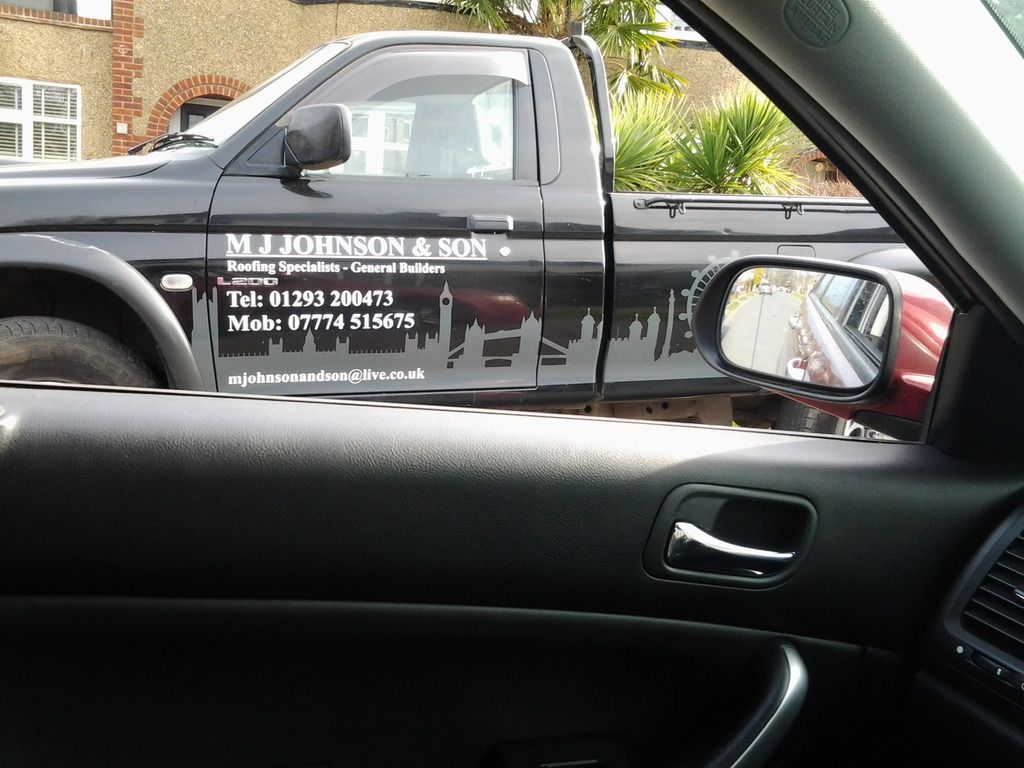 M J JOHNSON & SON
Roofing Specialists - General Builders
L200
Tel: 01293 200473
Mob: 07774 515675
mjohnsonandson@live.co.uk